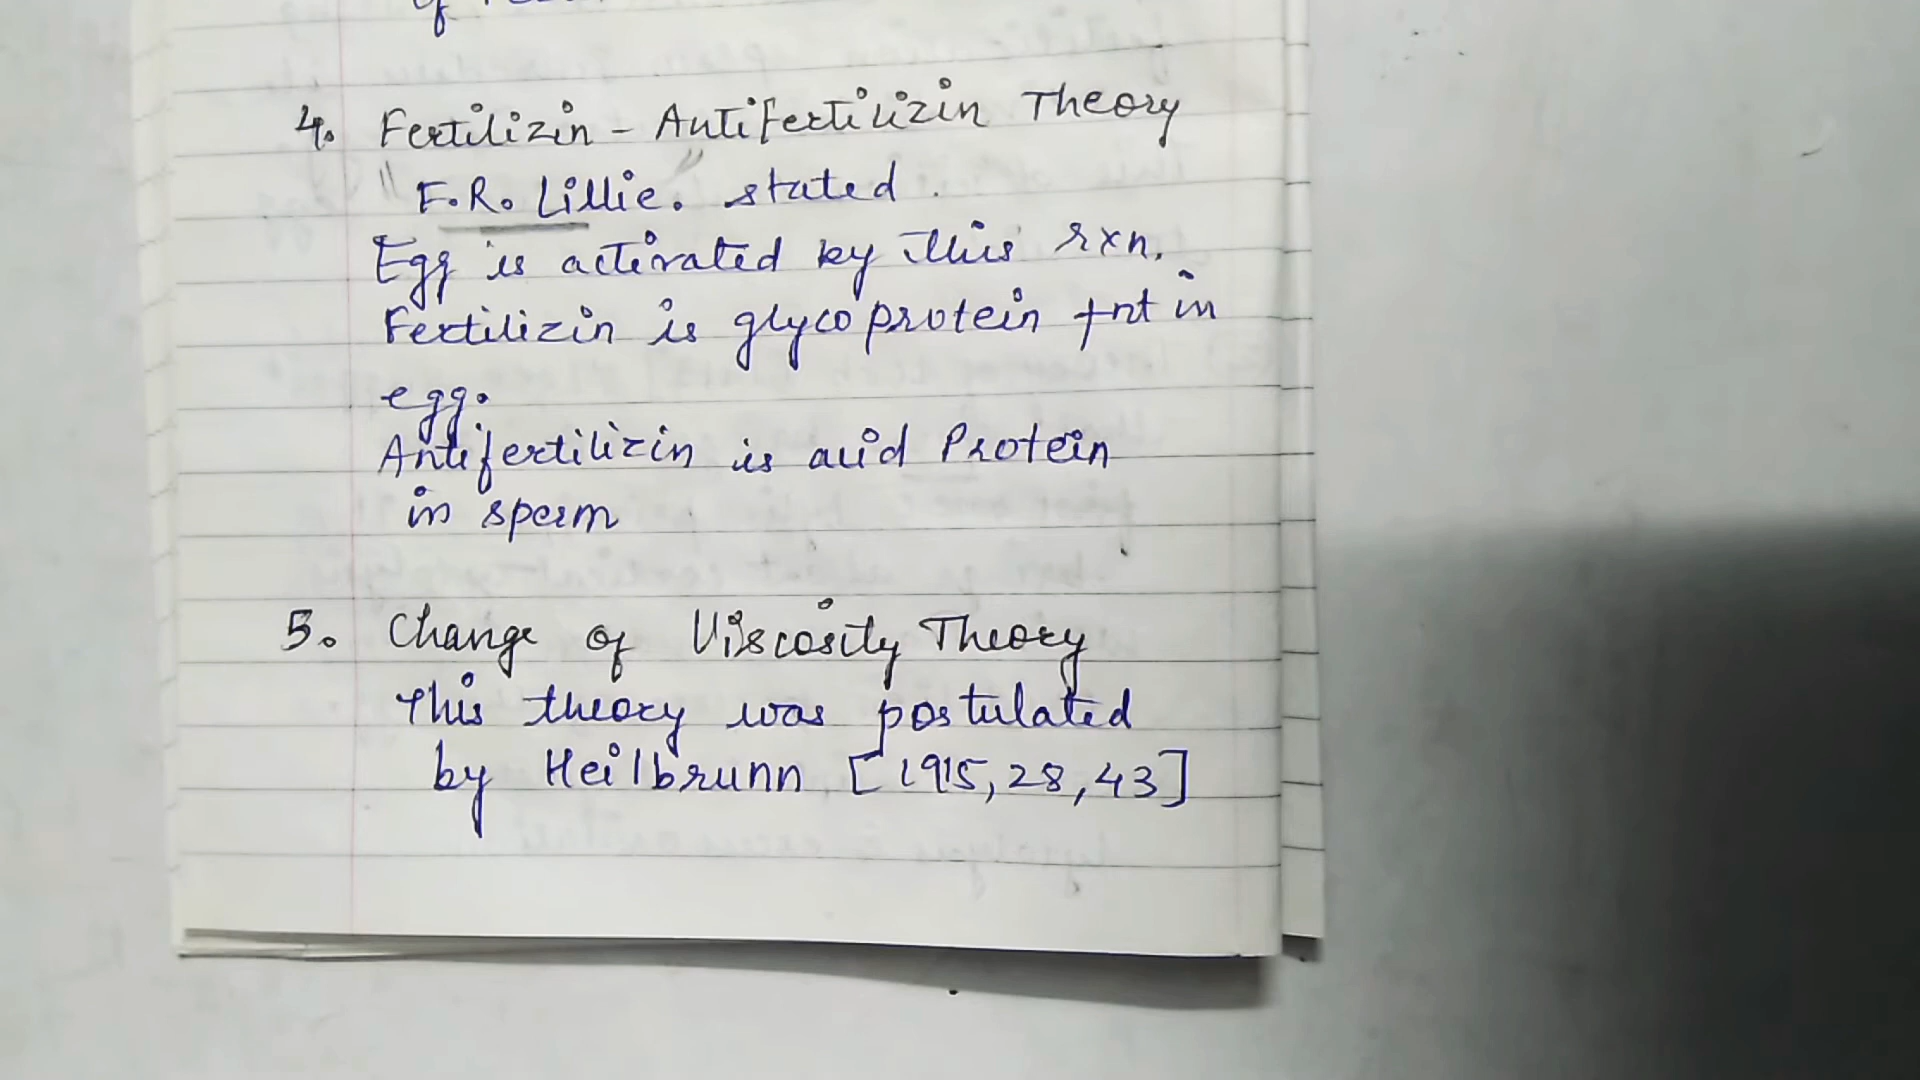 4. Fertilizin - Antifertilizin Theory
" F.R. Lillie. " stated
Egg is activated by this rxn.
Fertilizin is glycoprotein in
egg.
Antifertilizin is acid Protein
in sperm
5. Change of Viscosity Theory
This theory was postulated
by Heilbrunn [1915, 28, 43]